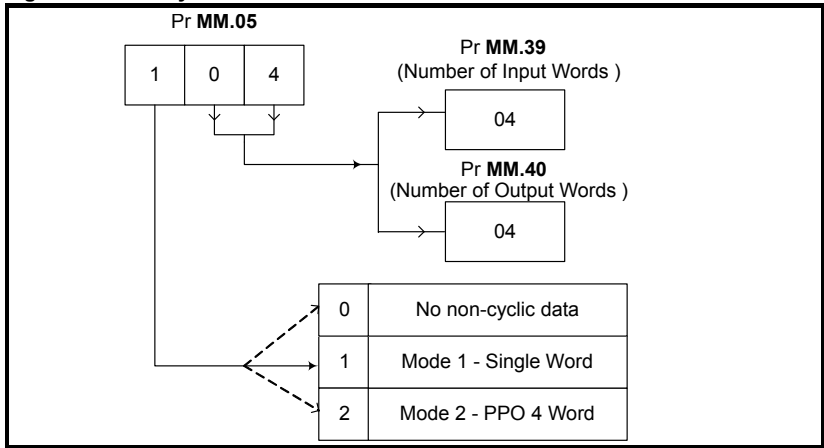 Pr MM.05
1 0 4
Pr MM.39
(Number of Input Words )
04
Pr MM.40
(Number of Output Words )
04
0 No non-cyclic data
1 Mode 1 - Single Word
2 Mode 2 - PPO 4 Word